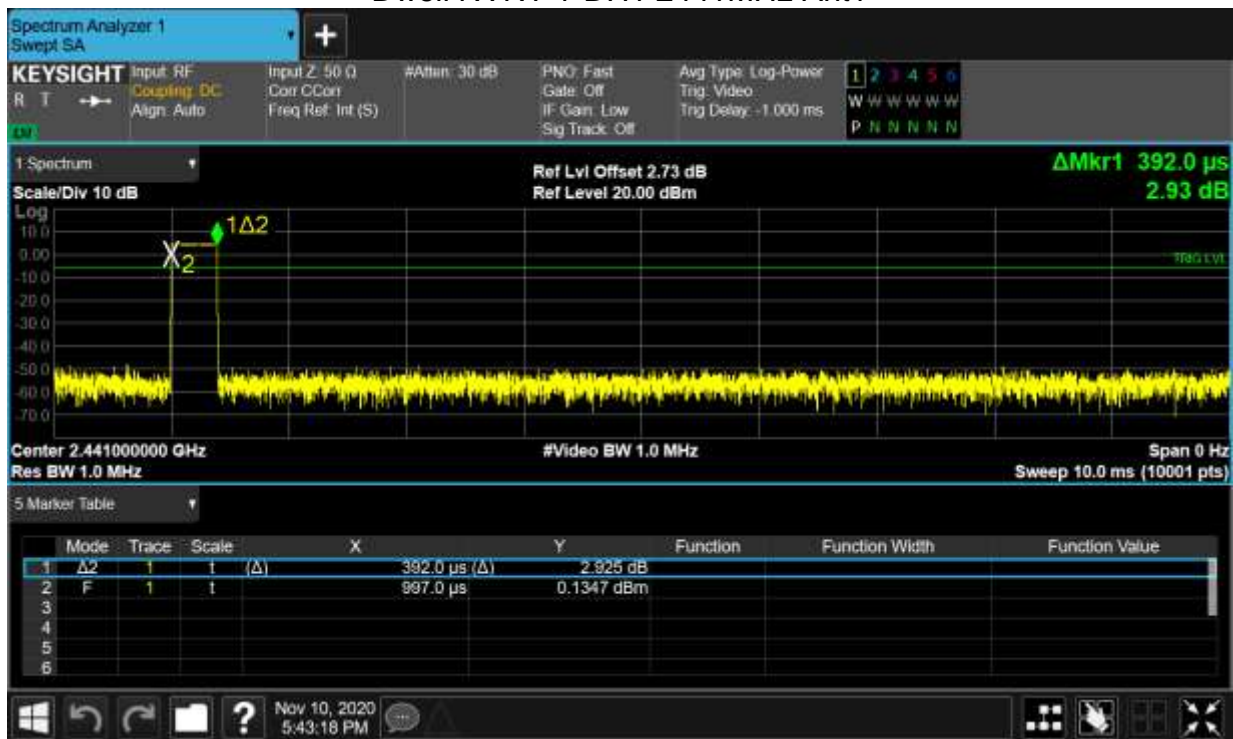 Spectrum Analyzer 1
Swept SA
KEYSIGHT
R T
Input: RF
Coupling: DC
Align: Auto
Input Z: 50 Ω
Corr CCorr
Freq Ref: Int (S)
#Atten: 30 dB
PNO: Fast
Gate: Off
IF Gain: Low
Sig Track: Off
Avg Type: Log-Power
Trig: Video
Trig Delay: -1.000 ms
1 2 3 4 5 6
W W W W W W
P N N N N N
1 Spectrum
Scale/Div 10 dB
Ref Lvl Offset 2.73 dB
Ref Level 20.00 dBm
ΔMkr1 392.0 µs
2.93 dB
Log
10.0
0.00
-10.0
-20.0
-30.0
-40.0
-50.0
-60.0
-70.0
1Δ2
X2
TRIG LVL
Center 2.441000000 GHz
Res BW 1.0 MHz
#Video BW 1.0 MHz
Span 0 Hz
Sweep 10.0 ms (10001 pts)
5 Marker Table
Mode Trace Scale X Y Function Function Width Function Value
1 Δ2 1 t (Δ) 392.0 µs (Δ) 2.925 dB
2 F 1 t 997.0 µs 0.1347 dBm
3
4
5
6
Nov 10, 2020
5:43:18 PM